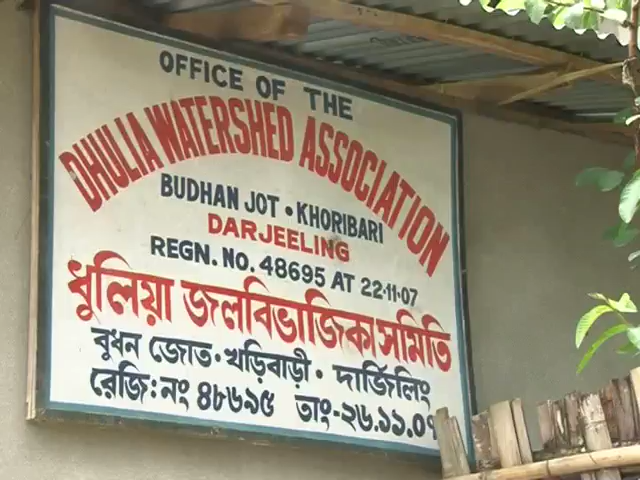 OFFICE OF THE
DHULIA WATERSHED ASSOCIATION
BUDHAN JOT • KHORIBARI
DARJEELING
REGN. NO. 48695 AT 22-11-07
ধুলিয়া জলবিভাজিকা সমিতি
বুধন জোত • খড়িবাড়ী • দার্জিলিং
রেজি: নং ৪৮৬৯৫ তাং-২৬.১১.০৭